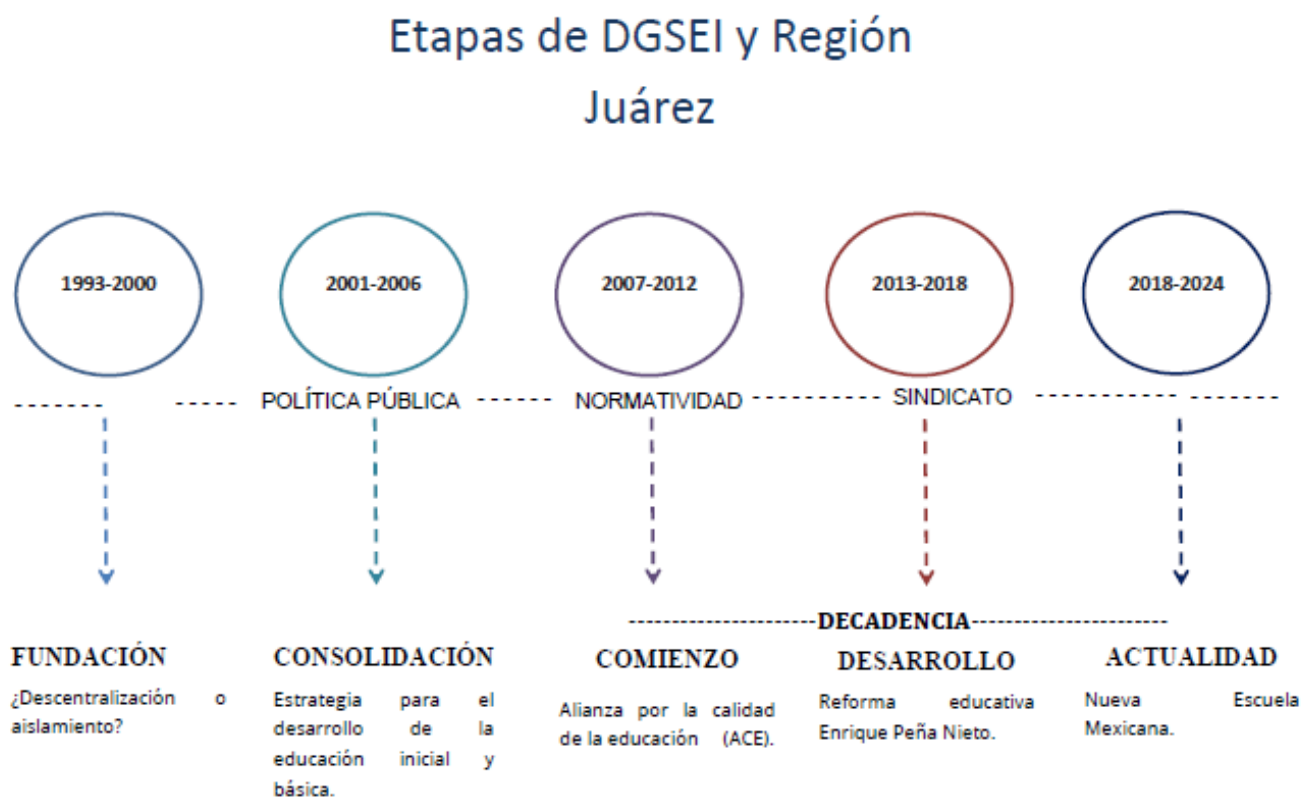 Etapas de DGSEI y Región
Juárez
1993-2000
2001-2006
2007-2012
2013-2018
2018-2024
POLÍTICA PÚBLICA
NORMATIVIDAD
SINDICATO
DECADENCIA
FUNDACIÓN
¿Descentralización o
aislamiento?
CONSOLIDACIÓN
Estrategia para el
desarrollo de la
educación inicial y
básica.
COMIENZO
Alianza por la calidad
de la educación (ACE).
DESARROLLO
Reforma educativa
Enrique Peña Nieto.
ACTUALIDAD
Nueva Escuela
Mexicana.